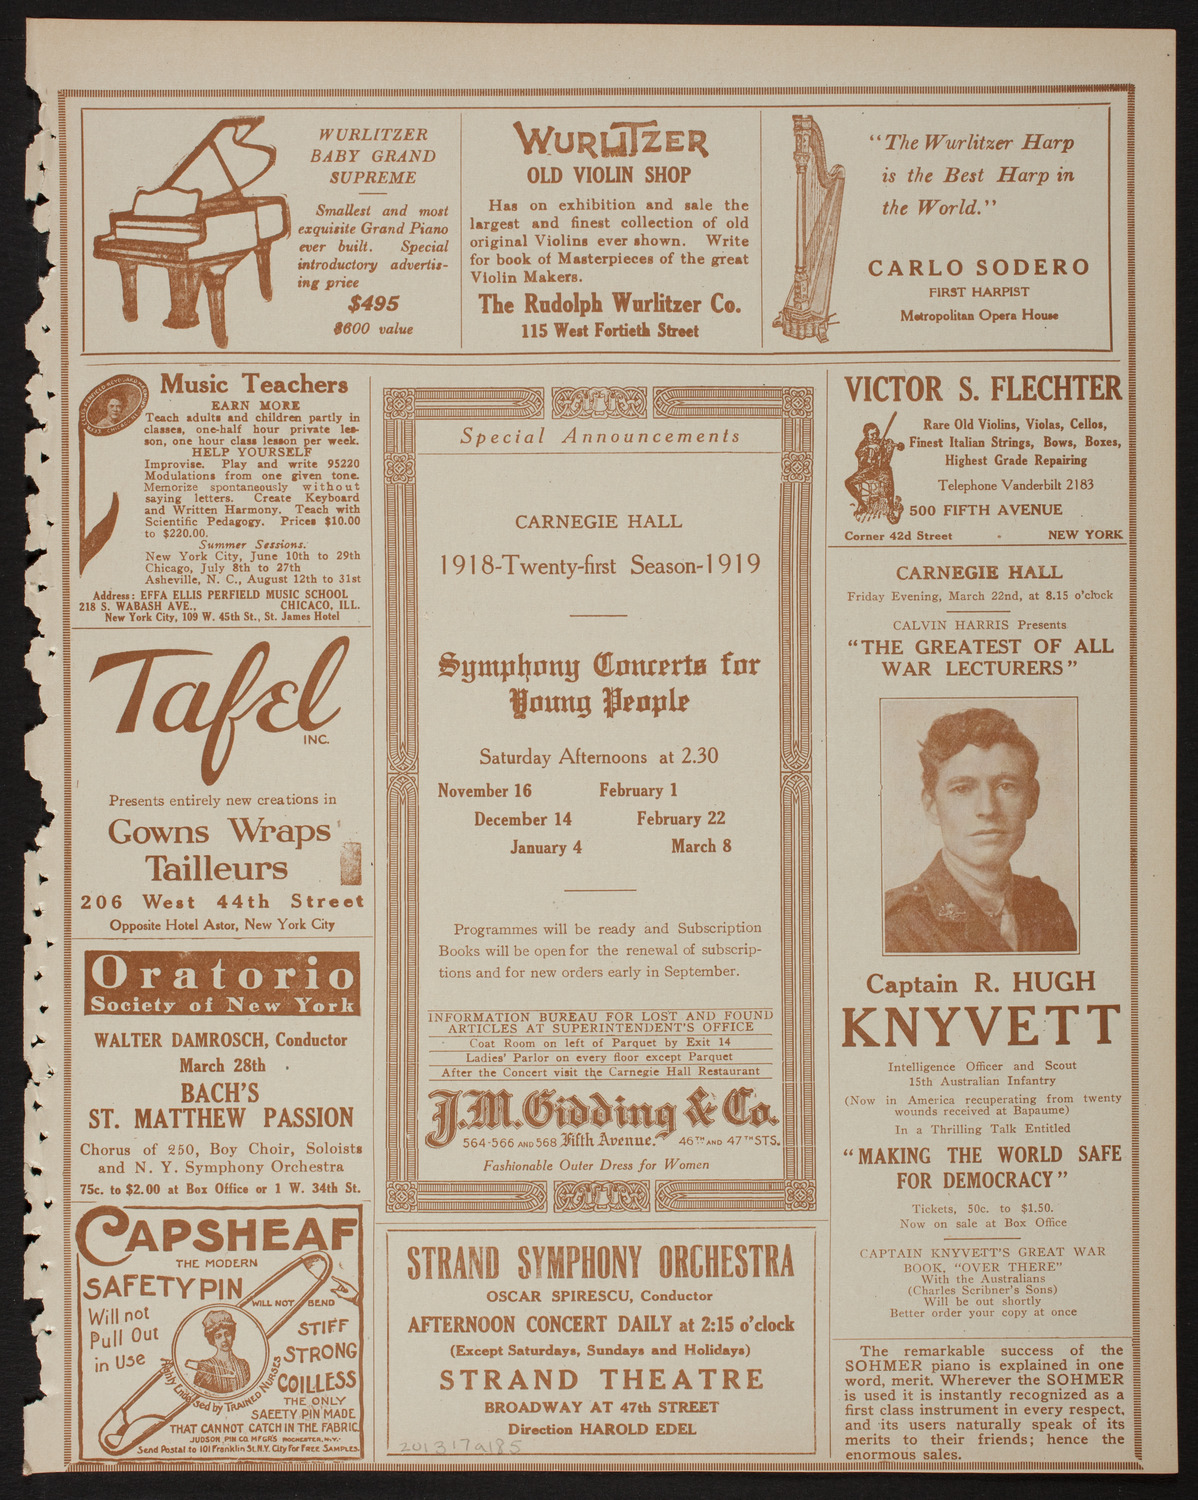 WURLITZER
BABY GRAND
SUPREME
Smallest and most
exquisite Grand Piano
ever built. Special
introductory advertis-
ing price
$495
$600 value
WURLITZER
OLD VIOLIN SHOP
Has on exhibition and sale the
largest and finest collection of old
original Violins ever shown. Write
for book of Masterpieces of the great
Violin Makers.
The Rudolph Wurlitzer Co.
115 West Fortieth Street
"The Wurlitzer Harp
is the Best Harp in
the World."
CARLO SODERO
FIRST HARPIST
Metropolitan Opera House
Music Teachers
EARN MORE
Teach adults and children partly in
classes, one-half hour private les-
son, one hour class lesson per week.
HELP YOURSELF
Improvise. Play and write 95220
Modulations from one given tone.
Memorize spontaneously without
saying letters. Create Keyboard
and Written Harmony. Teach with
Scientific Pedagogy. Prices $10.00
to $220.00.
Summer Sessions.
New York City, June 10th to 29th
Chicago, July 8th to 27th
Asheville, N. C., August 12th to 31st
Address: EFFA ELLIS PERFIELD MUSIC SCHOOL
218 S. WABASH AVE., CHICACO, ILL.
New York City, 109 W. 45th St., St. James Hotel
Tafel
INC.
Presents entirely new creations in
Gowns Wraps
Tailleurs
206 West 44th Street
Opposite Hotel Astor, New York City
Oratorio
Society of New York
WALTER DAMROSCH, Conductor
March 28th
BACH'S
ST. MATTHEW PASSION
Chorus of 250, Boy Choir, Soloists
and N. Y. Symphony Orchestra
75c. to $2.00 at Box Office or 1 W. 34th St.
CAPSHEAF
THE MODERN
SAFETY PIN
WILL NOT BEND
Will not
Pull Out
in Use
STIFF
STRONG
COILLESS
Highly Endorsed by TRAINED NURSES
THE ONLY
SAFETY PIN MADE
THAT CANNOT CATCH IN THE FABRIC.
JUDSON PIN CO. MFGRS ROCHESTER, N.Y.
Send Postal to 101 Franklin St. N.Y. City for FREE SAMPLES.
Special Announcements
CARNEGIE HALL
1918-Twenty-first Season-1919
Symphony Concerts for
Young People
Saturday Afternoons at 2.30
November 16 February 1
December 14 February 22
January 4 March 8
Programmes will be ready and Subscription
Books will be open for the renewal of subscrip-
tions and for new orders early in September.
INFORMATION BUREAU FOR LOST AND FOUND
ARTICLES AT SUPERINTENDENT'S OFFICE
Coat Room on left of Parquet by Exit 14
Ladies' Parlor on every floor except Parquet
After the Concert visit the Carnegie Hall Restaurant
J.M. Gidding & Co.
564-566 AND 568 Fifth Avenue. 46TH AND 47TH STS.
Fashionable Outer Dress for Women
STRAND SYMPHONY ORCHESTRA
OSCAR SPIRESCU, Conductor
AFTERNOON CONCERT DAILY at 2:15 o'clock
(Except Saturdays, Sundays and Holidays)
STRAND THEATRE
BROADWAY AT 47th STREET
Direction HAROLD EDEL
201317a185
VICTOR S. FLECHTER
Rare Old Violins, Violas, Cellos,
Finest Italian Strings, Bows, Boxes,
Highest Grade Repairing
Telephone Vanderbilt 2183
500 FIFTH AVENUE
Corner 42d Street NEW YORK
CARNEGIE HALL
Friday Evening, March 22nd, at 8.15 o'clock
CALVIN HARRIS Presents
"THE GREATEST OF ALL
WAR LECTURERS"
Captain R. HUGH
KNYVETT
Intelligence Officer and Scout
15th Australian Infantry
(Now in America recuperating from twenty
wounds received at Bapaume)
In a Thrilling Talk Entitled
"MAKING THE WORLD SAFE
FOR DEMOCRACY"
Tickets, 50c. to $1.50.
Now on sale at Box Office
CAPTAIN KNYVETT'S GREAT WAR
BOOK, "OVER THERE"
With the Australians
(Charles Scribner's Sons)
Will be out shortly
Better order your copy at once
The remarkable success of the
SOHMER piano is explained in one
word, merit. Wherever the SOHMER
is used it is instantly recognized as a
first class instrument in every respect,
and its users naturally speak of its
merits to their friends; hence the
enormous sales.